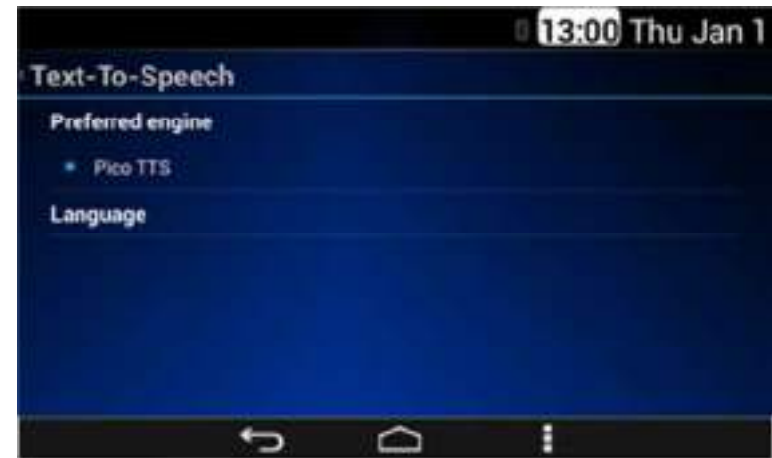 13:00 Thu Jan 1
Text-To-Speech
Preferred engine
Pico TTS
Language